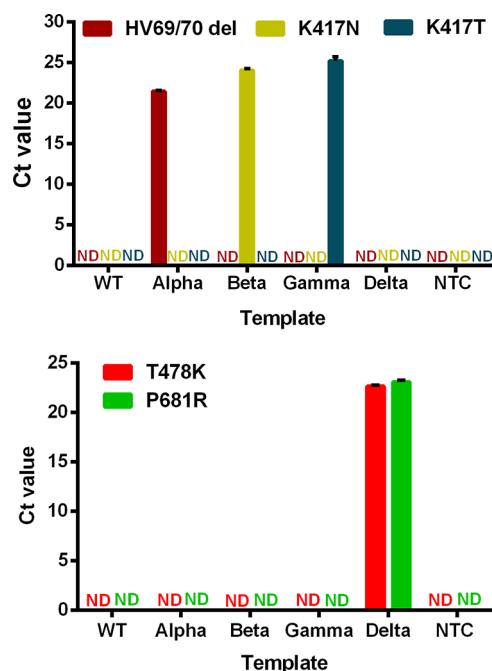 HV69/70 del K417N K417T
30
25
20
15
10
5
0
Ct value
ND ND ND ND ND ND ND ND ND ND ND ND ND ND ND
WT Alpha Beta Gamma Delta NTC
Template
T478K
P681R
25
20
15
10
5
0
Ct value
ND ND ND ND ND ND ND ND ND ND
WT Alpha Beta Gamma Delta NTC
Template